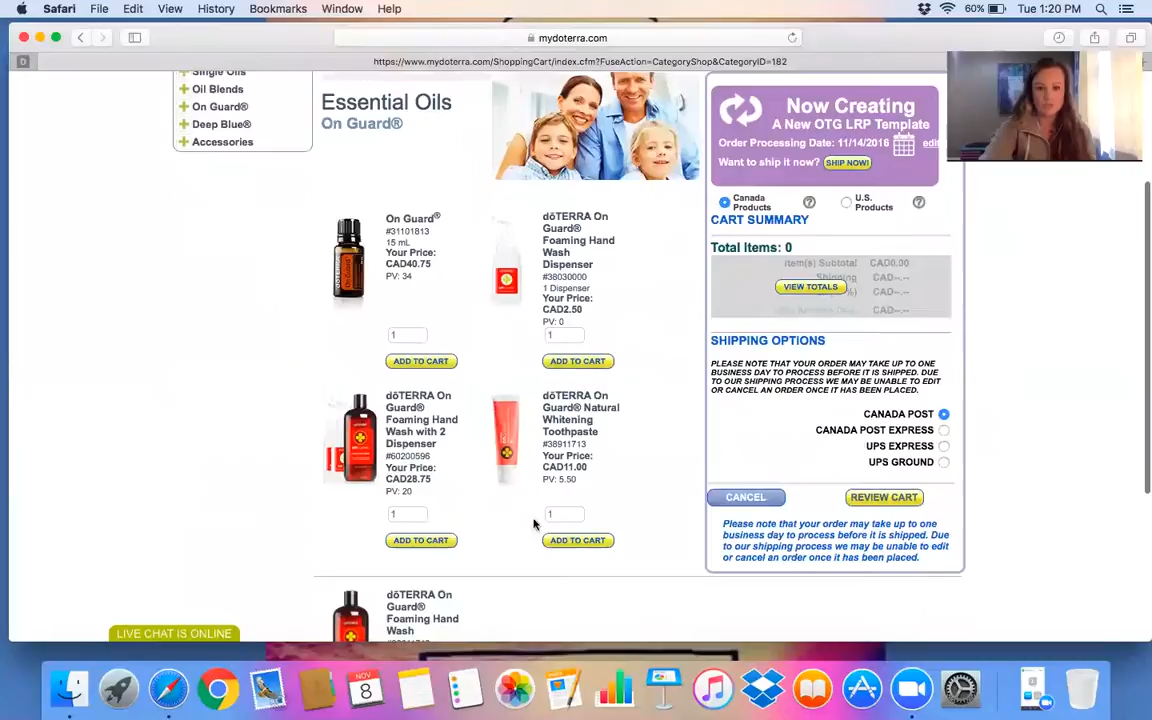 Safari File Edit View History Bookmarks Window Help 60% Tue 1:20 PM
mydoterra.com
D https://www.mydoterra.com/ShoppingCart/index.cfm?FuseAction=CategoryShop&CategoryID=182
Single Oils
Oil Blends
On Guard®
Deep Blue®
Accessories
Essential Oils
On Guard®
On Guard®
#31101813
15 mL
Your Price:
CAD40.75
PV: 34
1
ADD TO CART
dōTERRA On
Guard®
Foaming Hand
Wash
Dispenser
#38030000
1 Dispenser
Your Price:
CAD2.50
PV: 0
1
ADD TO CART
dōTERRA On
Guard®
Foaming Hand
Wash with 2
Dispenser
#60200596
Your Price:
CAD28.75
PV: 20
1
ADD TO CART
dōTERRA On
Guard® Natural
Whitening
Toothpaste
#38911713
Your Price:
CAD11.00
PV: 5.50
1
ADD TO CART
dōTERRA On
Guard®
Foaming Hand
Wash
Now Creating
A New OTG LRP Template
Order Processing Date: 11/14/2016
Want to ship it now? SHIP NOW!
Canada
Products
?
U.S.
Products
?
CART SUMMARY
Total Items: 0
Item(s) Subtotal CAD0.00
Shipping CAD--.--
CAD--.--
VIEW TOTALS
CAD--.--
SHIPPING OPTIONS
PLEASE NOTE THAT YOUR ORDER MAY TAKE UP TO ONE
BUSINESS DAY TO PROCESS BEFORE IT IS SHIPPED. DUE
TO OUR SHIPPING PROCESS WE MAY BE UNABLE TO EDIT
OR CANCEL AN ORDER ONCE IT HAS BEEN PLACED.
CANADA POST
CANADA POST EXPRESS
UPS EXPRESS
UPS GROUND
CANCEL
REVIEW CART
Please note that your order may take up to one
business day to process before it is shipped. Due
to our shipping process we may be unable to edit
or cancel an order once it has been placed.
LIVE CHAT IS ONLINE
NOV
8